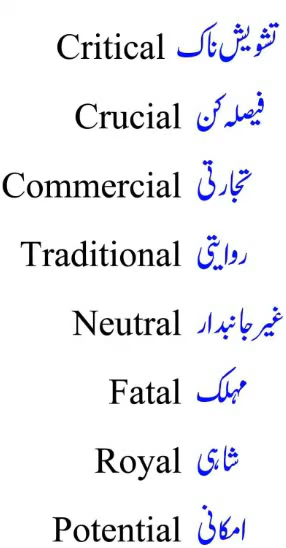 Critical تشویش ناک
Crucial فیصلہ کن
Commercial تجارتی
Traditional روایتی
Neutral غیر جانبدار
Fatal مہلک
Royal شاہی
Potential امکانی